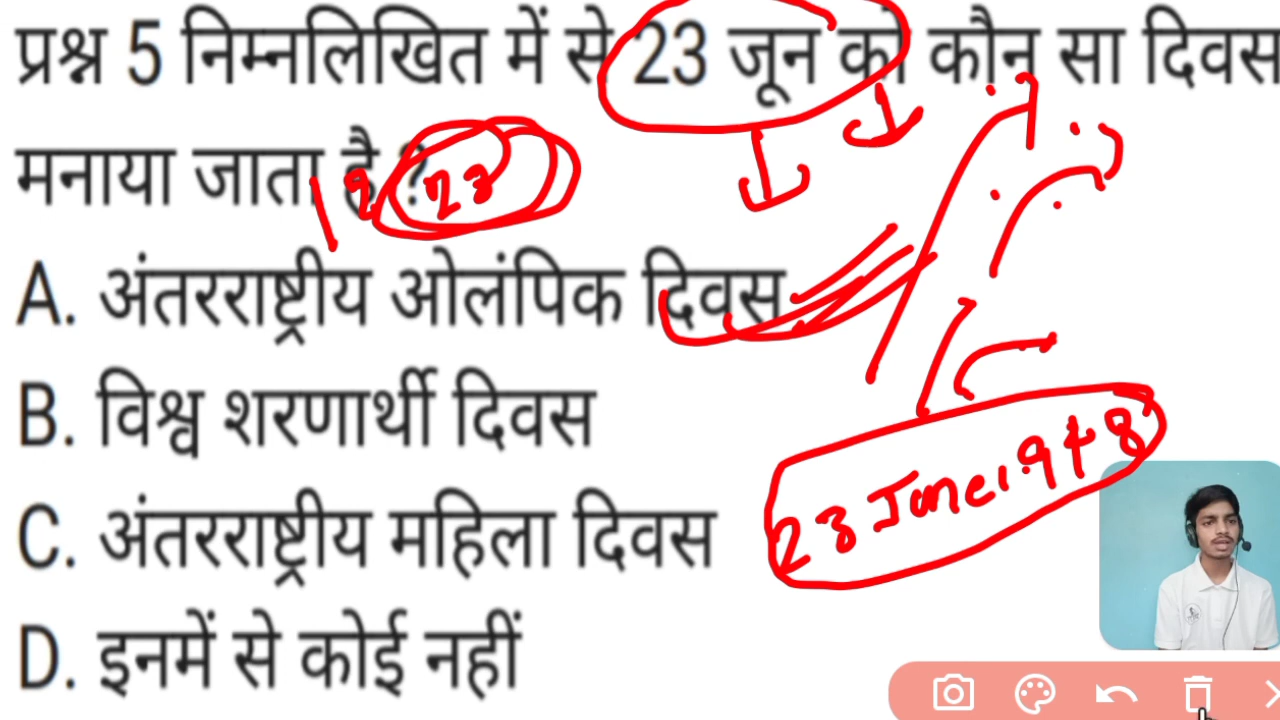 प्रश्न 5 निम्नलिखित में से 23 जून को कौन सा दिवस
मनाया जाता है ?
23
A. अंतरराष्ट्रीय ओलंपिक दिवस
B. विश्व शरणार्थी दिवस
23 June 1948
C. अंतरराष्ट्रीय महिला दिवस
D. इनमें से कोई नहीं